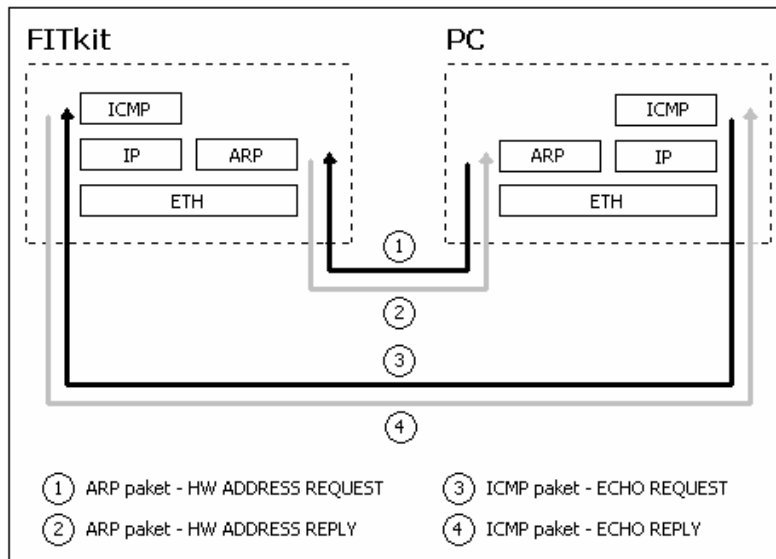 FITkit
PC
ICMP
ICMP
IP
ARP
ARP
IP
ETH
ETH
1
2
3
4
1 ARP paket - HW ADDRESS REQUEST
3 ICMP paket - ECHO REQUEST
2 ARP paket - HW ADDRESS REPLY
4 ICMP paket - ECHO REPLY